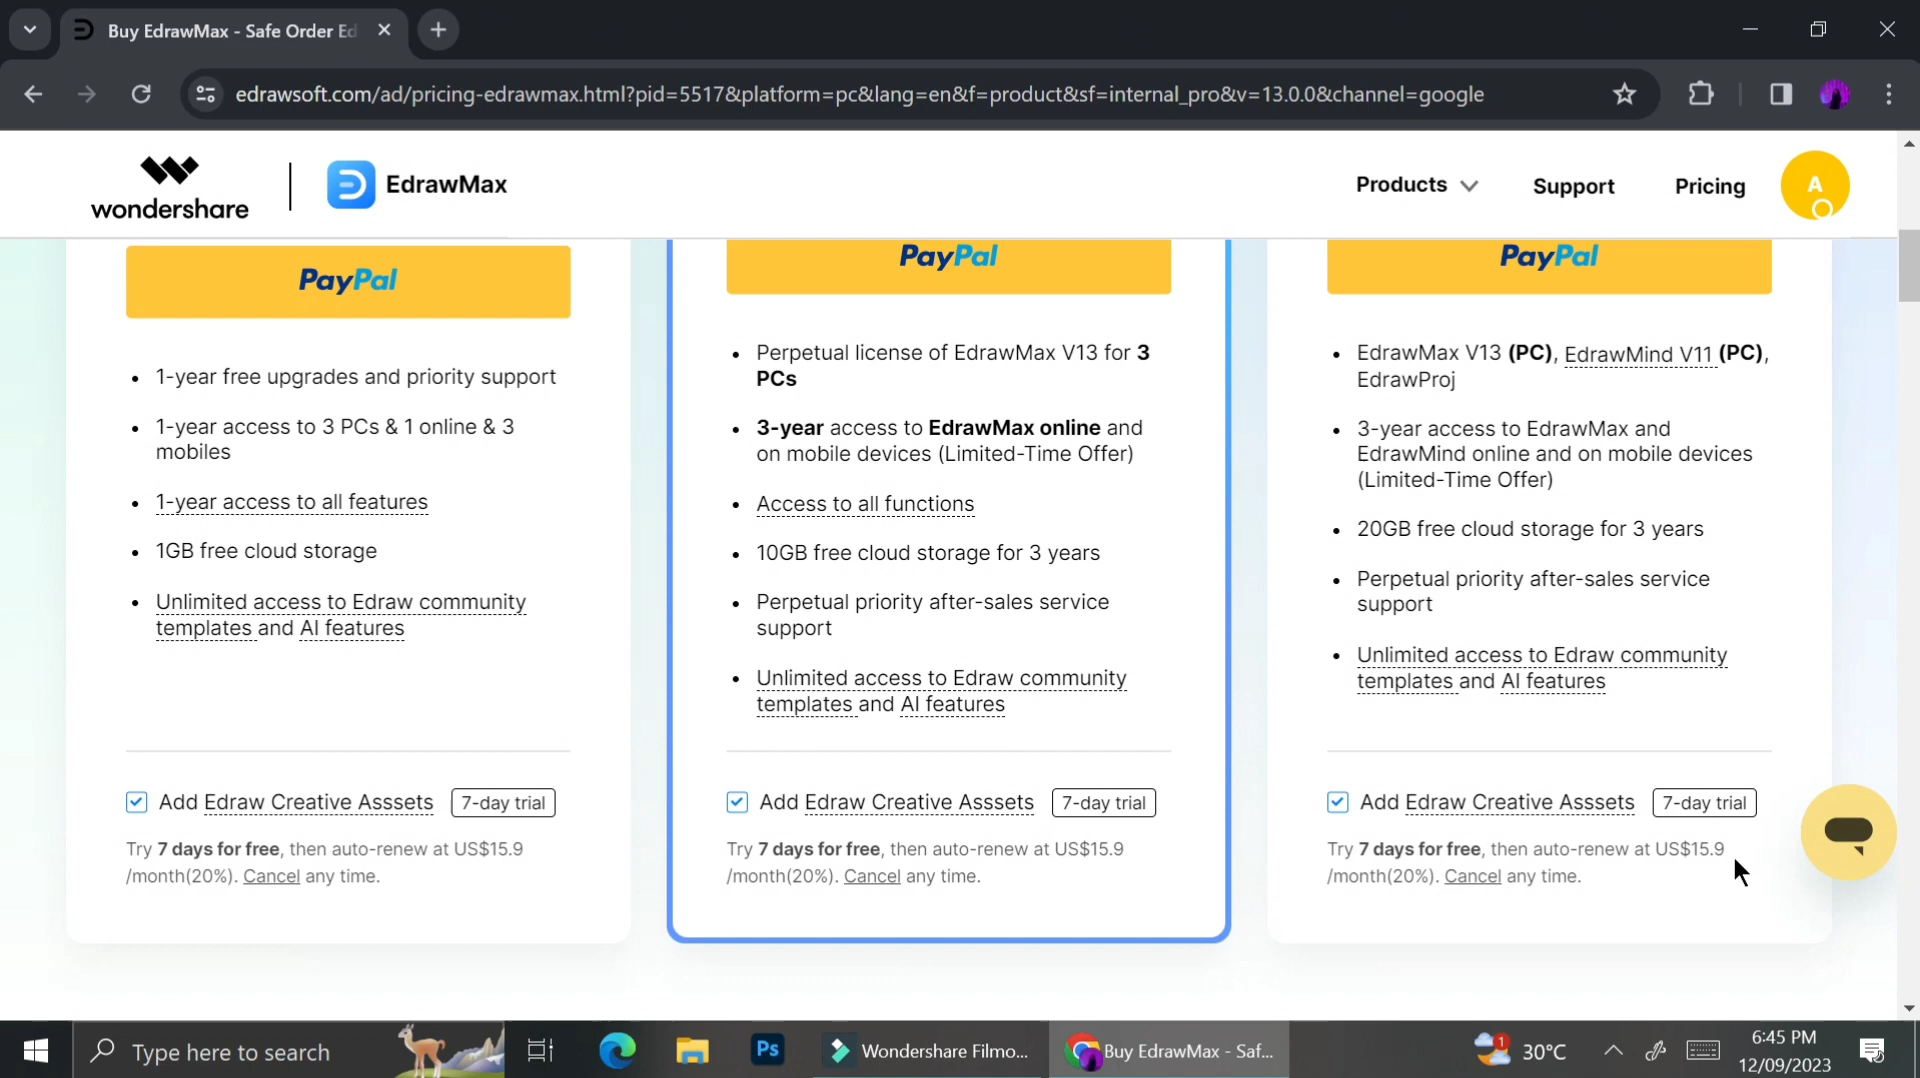 Buy EdrawMax - Safe Order Ed
edrawsoft.com/ad/pricing-edrawmax.html?pid=5517&platform=pc&lang=en&f=product&sf=internal_pro&v=13.0.0&channel=google
wondershare
EdrawMax
Products
Support
Pricing
A
PayPal
1-year free upgrades and priority support
1-year access to 3 PCs & 1 online & 3
mobiles
1-year access to all features
1GB free cloud storage
Unlimited access to Edraw community
templates and AI features
Add Edraw Creative Asssets
7-day trial
Try 7 days for free, then auto-renew at US$15.9
/month(20%). Cancel any time.
PayPal
Perpetual license of EdrawMax V13 for 3
PCs
3-year access to EdrawMax online and
on mobile devices (Limited-Time Offer)
Access to all functions
10GB free cloud storage for 3 years
Perpetual priority after-sales service
support
Unlimited access to Edraw community
templates and AI features
Add Edraw Creative Asssets
7-day trial
Try 7 days for free, then auto-renew at US$15.9
/month(20%). Cancel any time.
PayPal
EdrawMax V13 (PC), EdrawMind V11 (PC),
EdrawProj
3-year access to EdrawMax and
EdrawMind online and on mobile devices
(Limited-Time Offer)
20GB free cloud storage for 3 years
Perpetual priority after-sales service
support
Unlimited access to Edraw community
templates and AI features
Add Edraw Creative Asssets
7-day trial
Try 7 days for free, then auto-renew at US$15.9
/month(20%). Cancel any time.
Type here to search
Ps
Wondershare Filmo...
Buy EdrawMax - Saf...
1
30°C
6:45 PM
12/09/2023